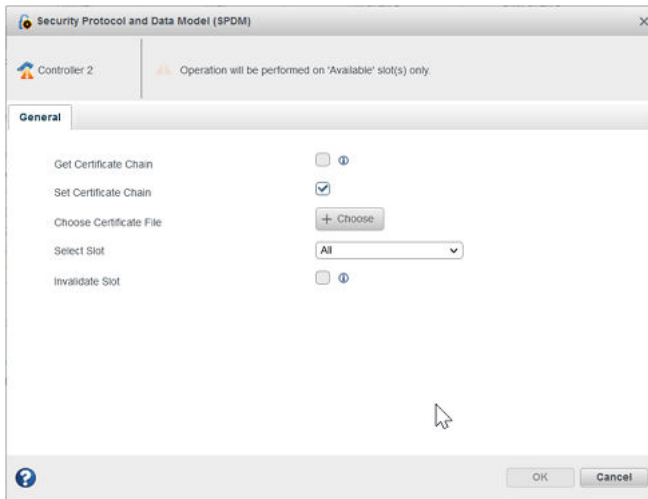 Security Protocol and Data Model (SPDM)
Controller 2
Operation will be performed on 'Available' slot(s) only.
General
Get Certificate Chain
Set Certificate Chain
Choose Certificate File
+ Choose
Select Slot
All
Invalidate Slot
OK
Cancel